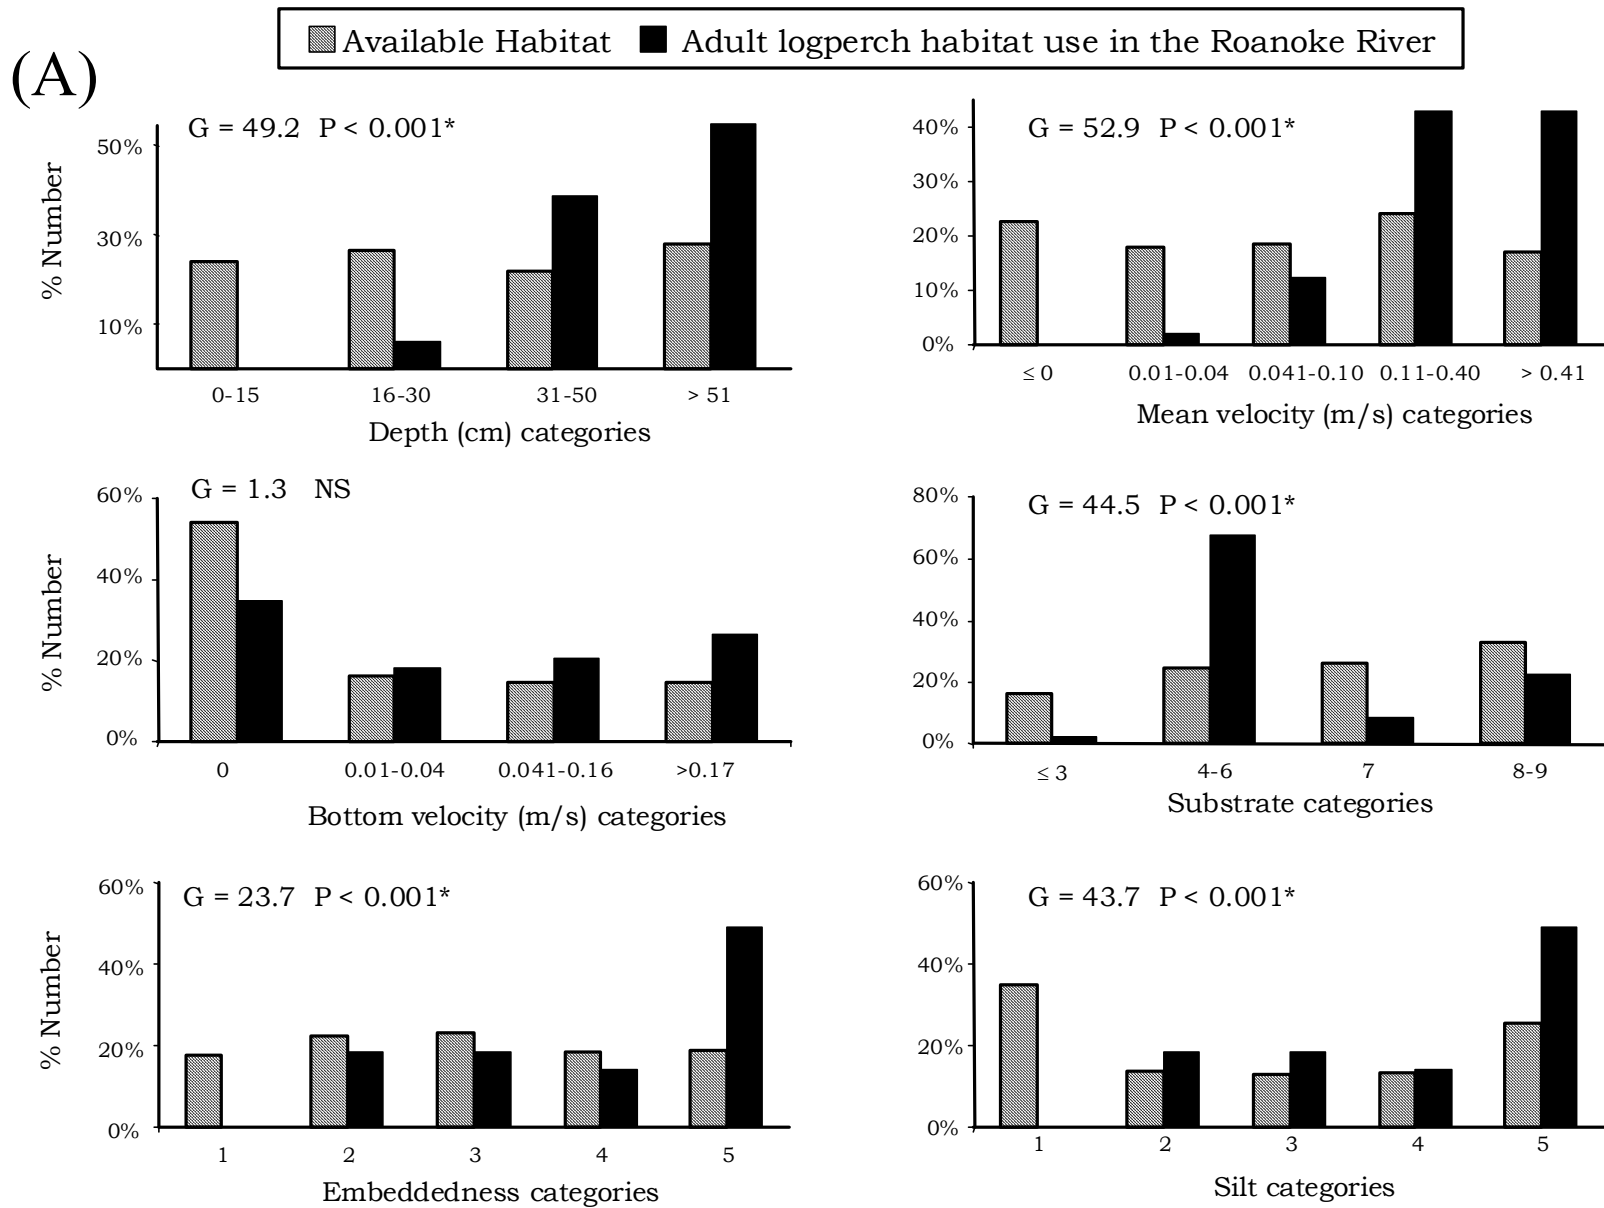 Available Habitat Adult logperch habitat use in the Roanoke River
(A)
G = 49.2 P < 0.001*
% Number
50%
30%
10%
0-15 16-30 31-50 > 51
Depth (cm) categories
G = 52.9 P < 0.001*
40%
30%
20%
10%
0%
≤ 0 0.01-0.04 0.041-0.10 0.11-0.40 > 0.41
Mean velocity (m/s) categories
G = 1.3 NS
% Number
60%
40%
20%
0%
0 0.01-0.04 0.041-0.16 >0.17
Bottom velocity (m/s) categories
G = 44.5 P < 0.001*
80%
60%
40%
20%
0%
≤ 3 4-6 7 8-9
Substrate categories
G = 23.7 P < 0.001*
% Number
60%
40%
20%
0%
1 2 3 4 5
Embeddedness categories
G = 43.7 P < 0.001*
60%
40%
20%
0%
1 2 3 4 5
Silt categories